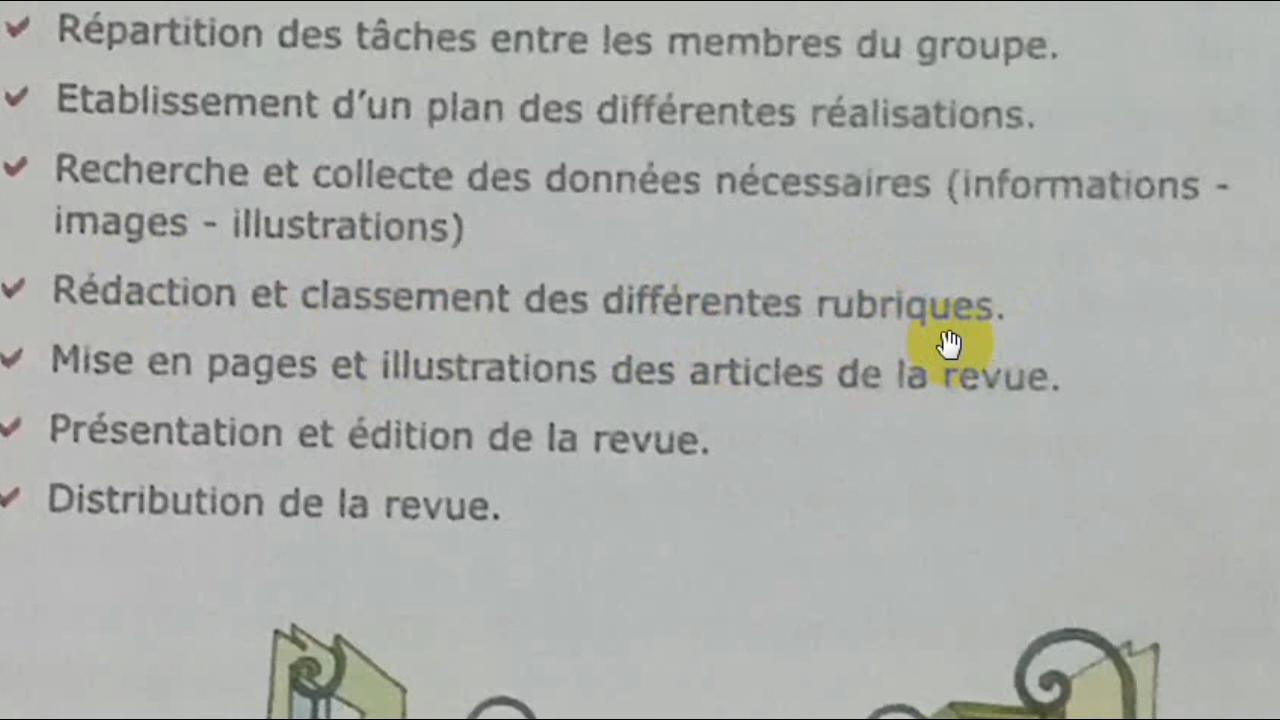 Répartition des tâches entre les membres du groupe.
Etablissement d'un plan des différentes réalisations.
Recherche et collecte des données nécessaires (informations -
images - illustrations)
Rédaction et classement des différentes rubriques.
Mise en pages et illustrations des articles de la revue.
Présentation et édition de la revue.
Distribution de la revue.